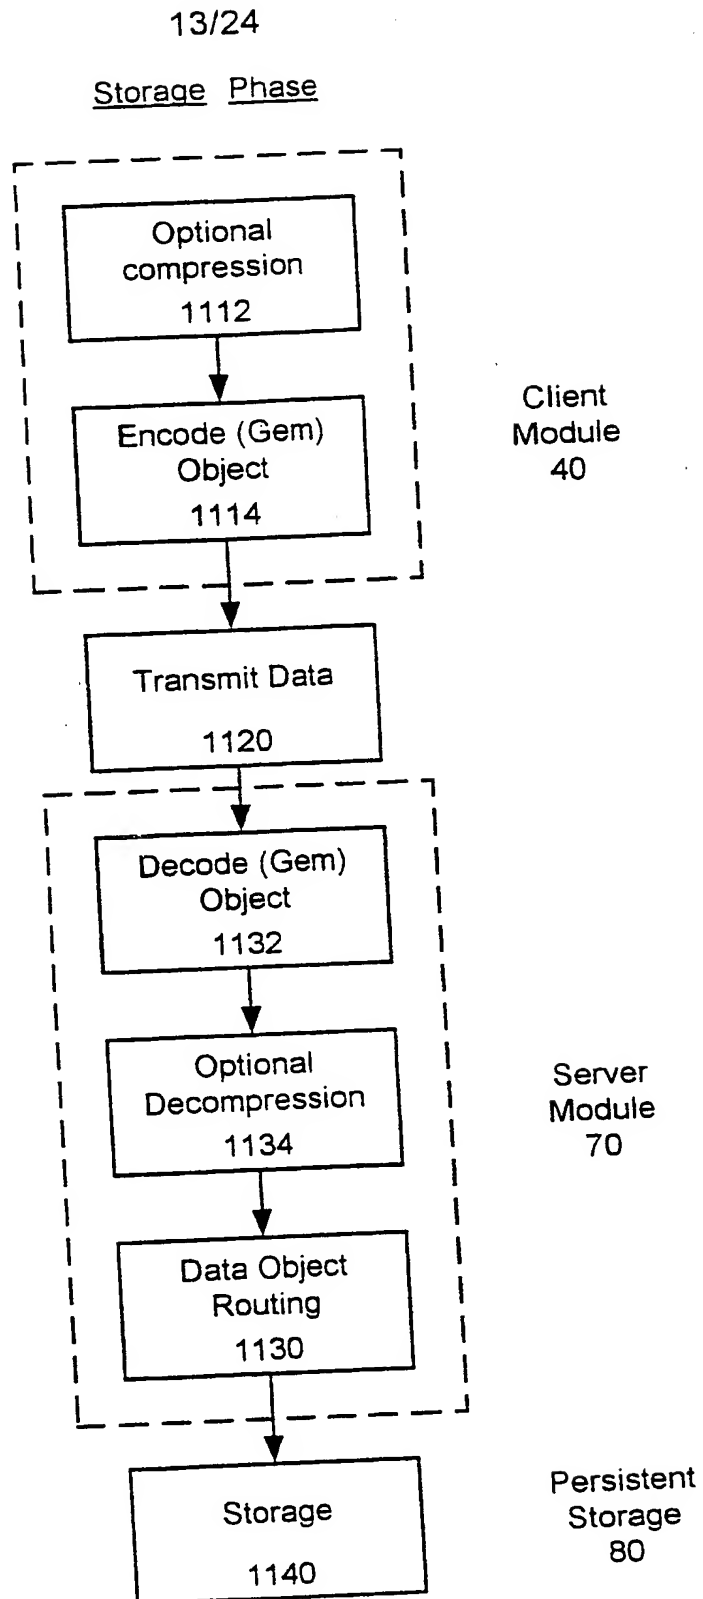 13/24
Storage Phase
Optional
compression
1112
Encode (Gem)
Object
1114
Client
Module
40
Transmit Data
1120
Decode (Gem)
Object
1132
Optional
Decompression
1134
Data Object
Routing
1130
Server
Module
70
Storage
1140
Persistent
Storage
80